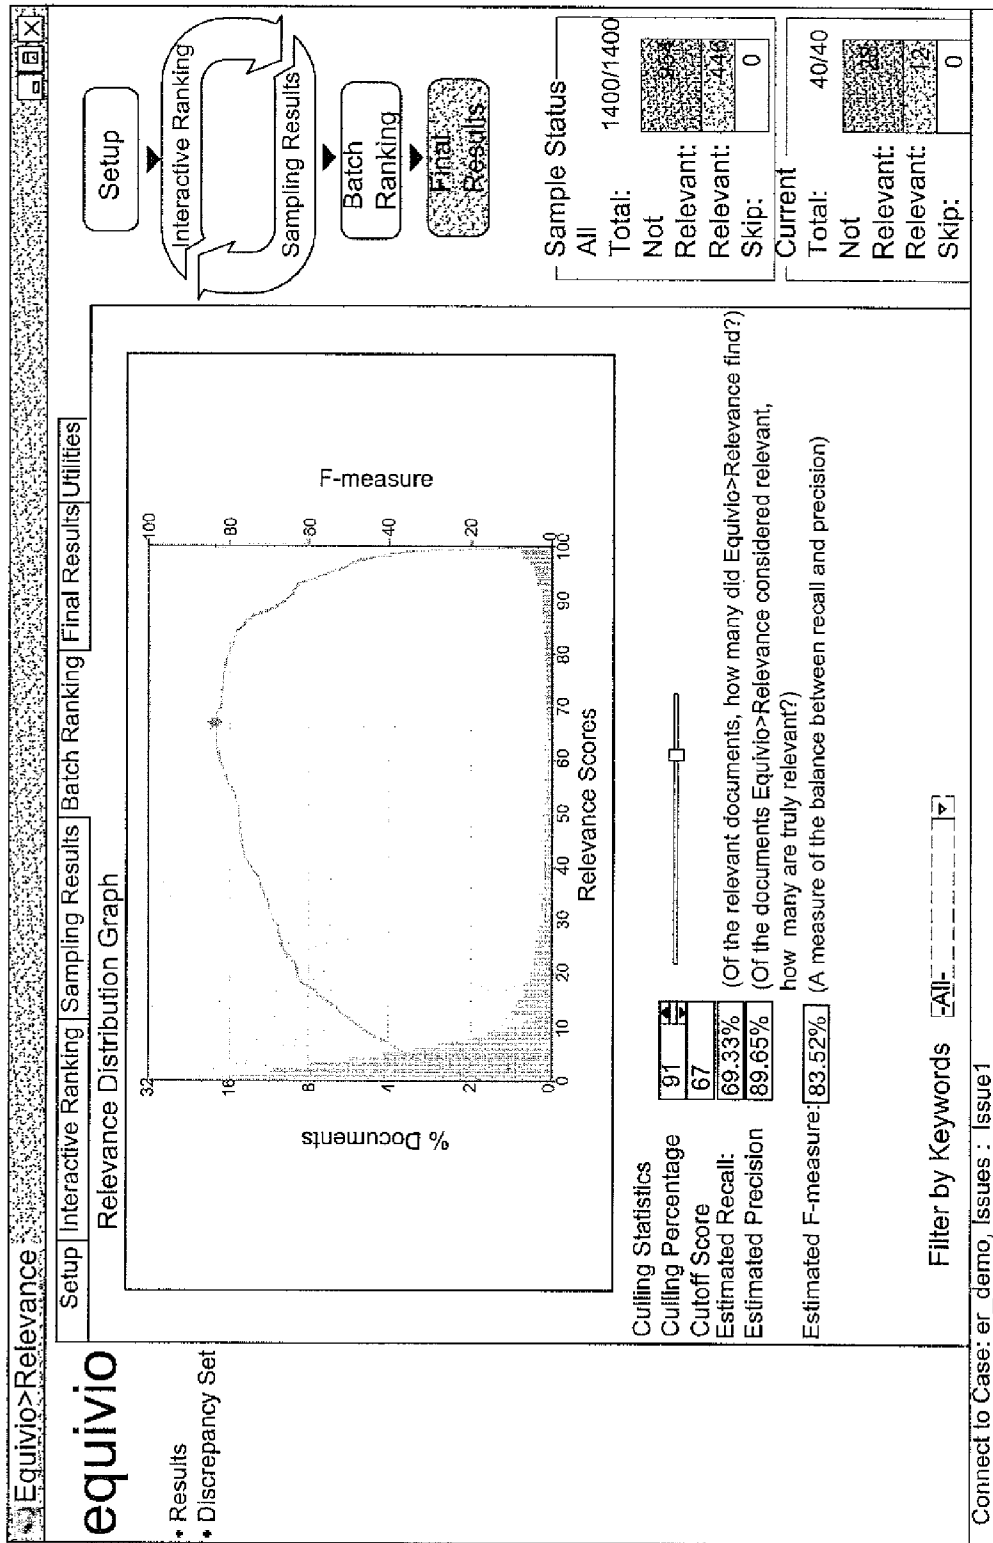 Equivio>Relevance
equivio
• Results
• Discrepancy Set
Setup Interactive Ranking Sampling Results Batch Ranking Final Results Utilities
Relevance Distribution Graph
% Documents
32
16
8
4
2
0
F-measure
100
80
60
40
20
0
0 10 20 30 40 50 60 70 80 90 100
Relevance Scores
Culling Statistics
Culling Percentage 91
Cutoff Score 67
Estimated Recall: 69.33% (Of the relevant documents, how many did Equivio>Relevance find?)
Estimated Precision 89.65% (Of the documents Equivio>Relevance considered relevant,
how many are truly relevant?)
Estimated F-measure: 83.52% (A measure of the balance between recall and precision)
Filter by Keywords -All-
Setup
Interactive Ranking
Sampling Results
Batch
Ranking
Final
Results
Sample Status
All
Total: 1400/1400
Not
Relevant:
Relevant: 446
Skip: 0
Current
Total: 40/40
Not
Relevant: 28
Relevant: 12
Skip: 0
Connect to Case: er_demo, Issues : Issue1